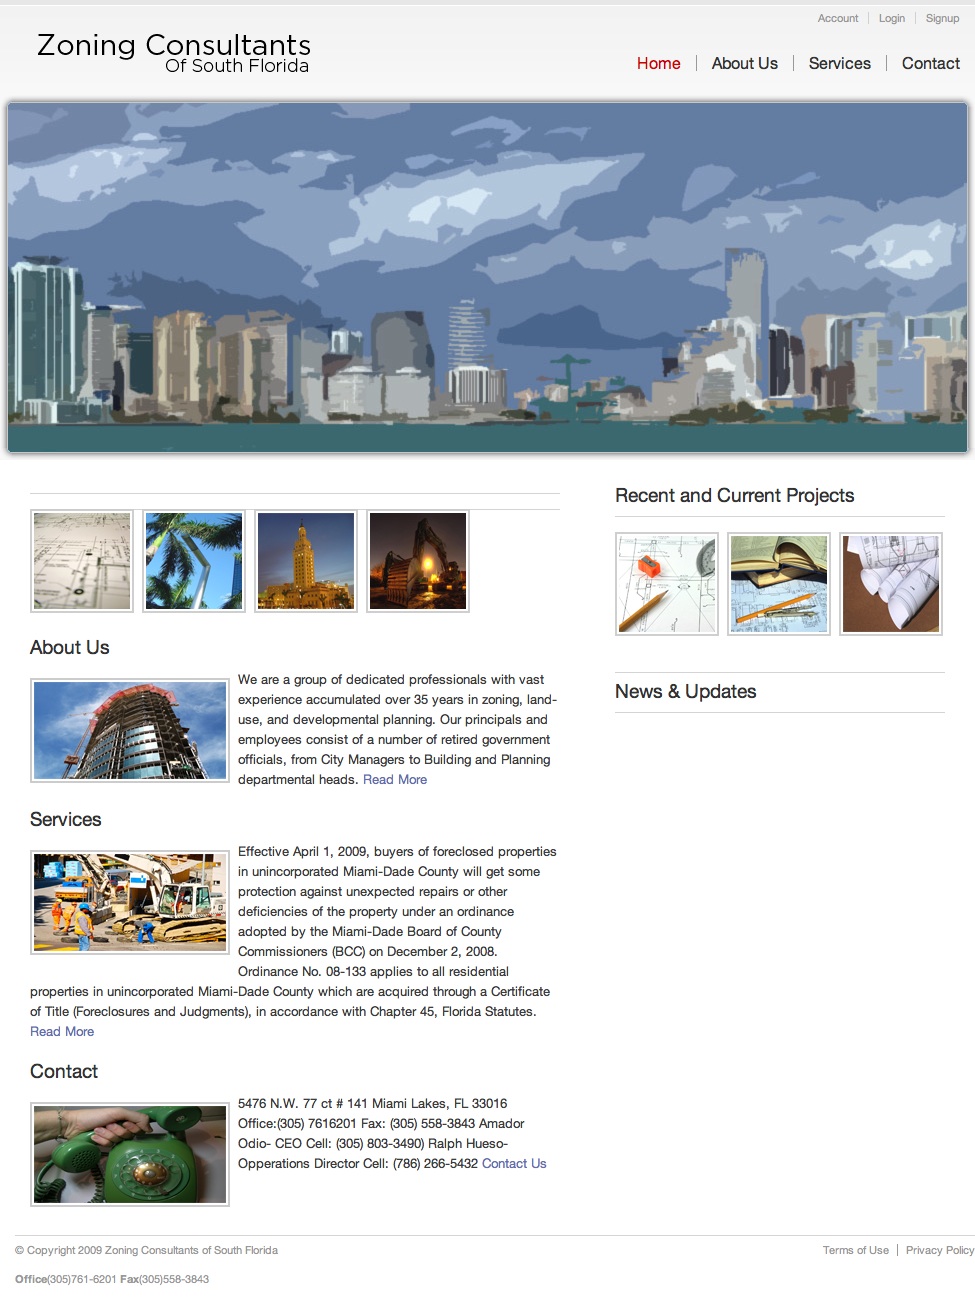 Account Login Signup
Zoning Consultants
Of South Florida
Home About Us Services Contact
About Us
We are a group of dedicated professionals with vast
experience accumulated over 35 years in zoning, land-
use, and developmental planning. Our principals and
employees consist of a number of retired government
officials, from City Managers to Building and Planning
departmental heads. Read More
Services
Effective April 1, 2009, buyers of foreclosed properties
in unincorporated Miami-Dade County will get some
protection against unexpected repairs or other
deficiencies of the property under an ordinance
adopted by the Miami-Dade Board of County
Commissioners (BCC) on December 2, 2008.
Ordinance No. 08-133 applies to all residential
properties in unincorporated Miami-Dade County which are acquired through a Certificate
of Title (Foreclosures and Judgments), in accordance with Chapter 45, Florida Statutes.
Read More
Contact
5476 N.W. 77 ct # 141 Miami Lakes, FL 33016
Office:(305) 7616201 Fax: (305) 558-3843 Amador
Odio- CEO Cell: (305) 803-3490) Ralph Hueso-
Opperations Director Cell: (786) 266-5432 Contact Us
Recent and Current Projects
News & Updates
© Copyright 2009 Zoning Consultants of South Florida
Terms of Use Privacy Policy
Office(305)761-6201 Fax(305)558-3843